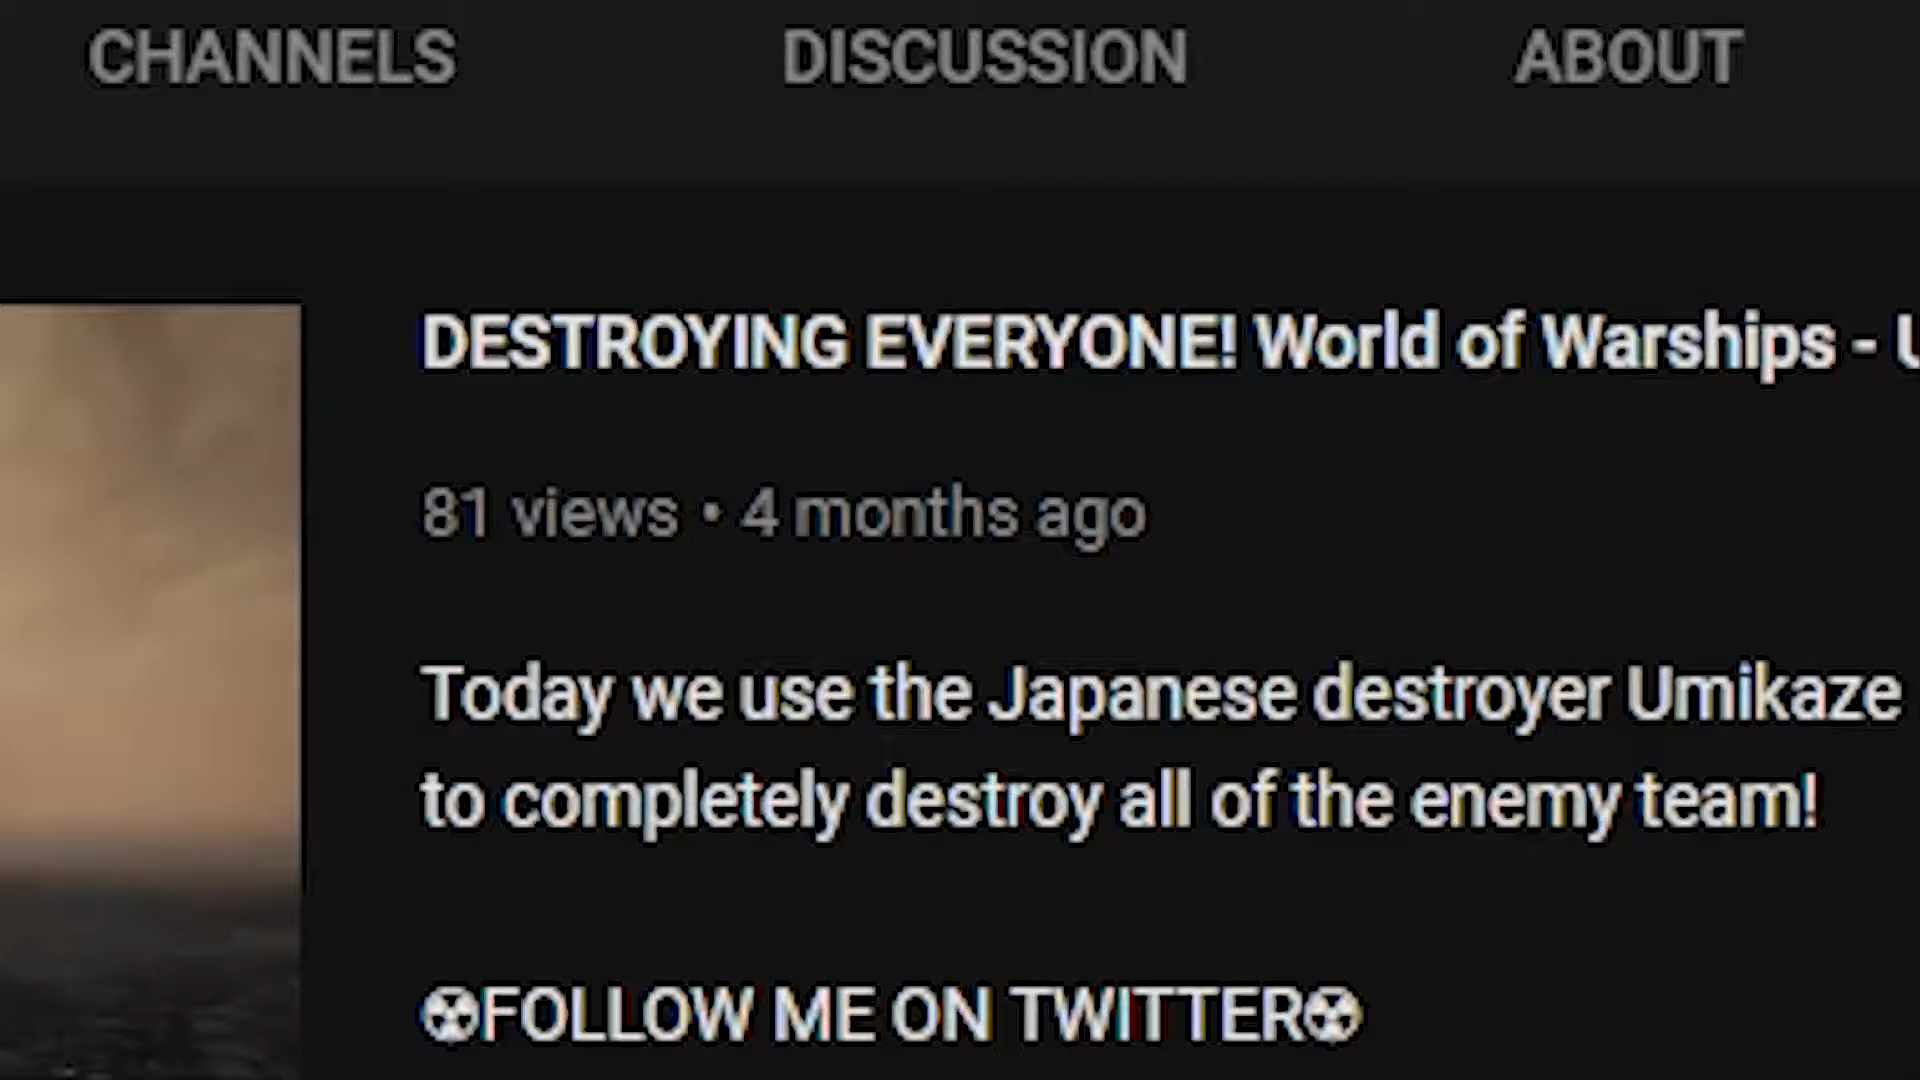 CHANNELS DISCUSSION ABOUT
DESTROYING EVERYONE! World of Warships -
81 views • 4 months ago
Today we use the Japanese destroyer Umikaze
to completely destroy all of the enemy team!
☢FOLLOW ME ON TWITTER☢